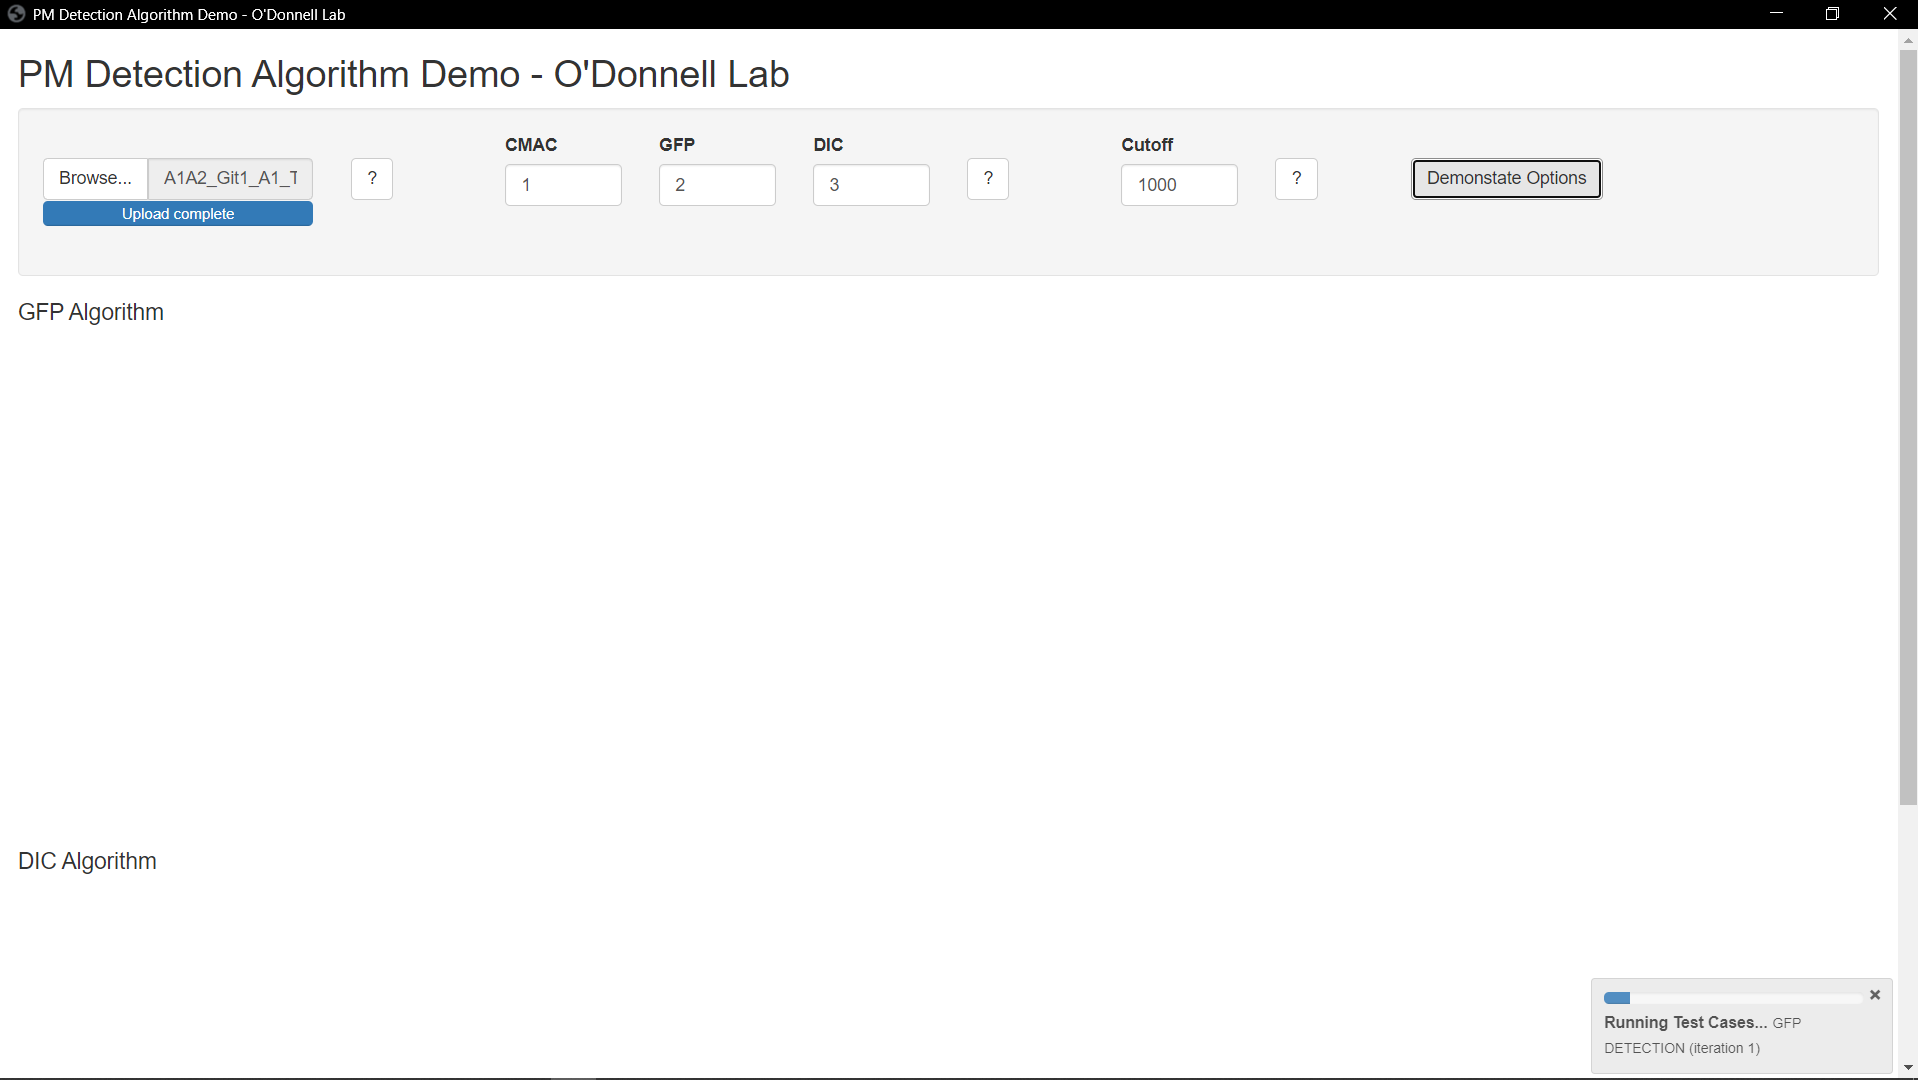 PM Detection Algorithm Demo - O'Donnell Lab
PM Detection Algorithm Demo - O'Donnell Lab
CMAC GFP DIC Cutoff
Browse... A1A2_Git1_A1_T ? 1 2 3 ? 1000 ? Demonstate Options
Upload complete
GFP Algorithm
DIC Algorithm
Running Test Cases... GFP
DETECTION (iteration 1)